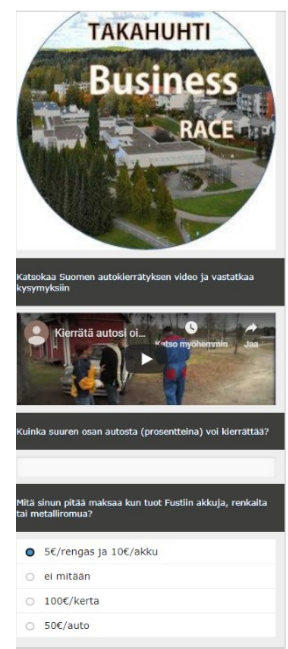 TAKAHUHTI
Business
RACE
Katsokaa Suomen autokierrätyksen video ja vastatkaa
kysymyksiin
Kierrätä autosi oi...
Katso myöhemmin
Jaa
Kuinka suuren osan autosta (prosentteina) voi kierrättää?
Mitä sinun pitää maksaa kun tuot Fustiin akkuja, renkaita
tai metalliromua?
5€/rengas ja 10€/akku
ei mitään
100€/kerta
50€/auto